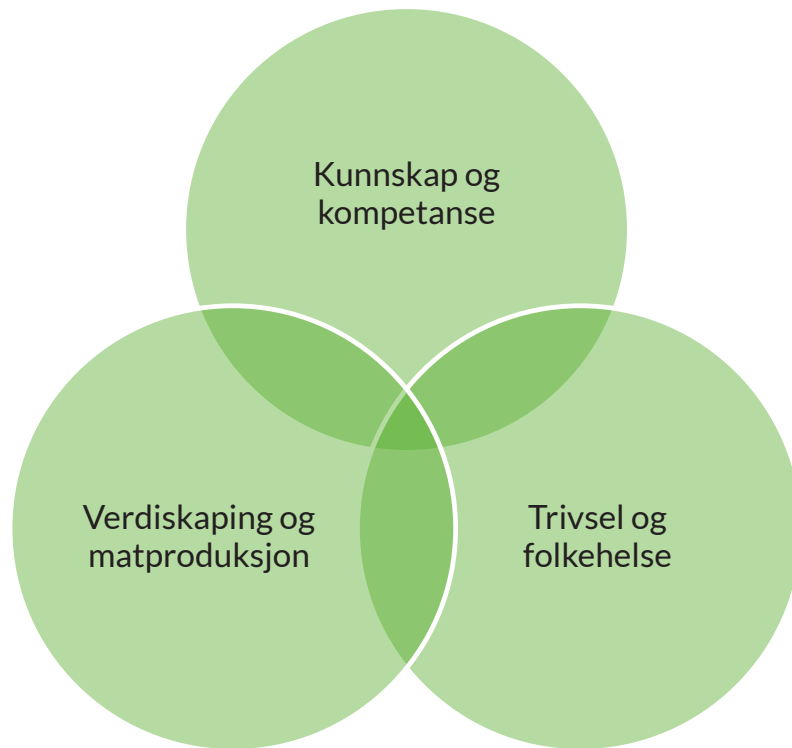 Kunnskap og
kompetanse
Verdiskaping og
matproduksjon
Trivsel og
folkehelse